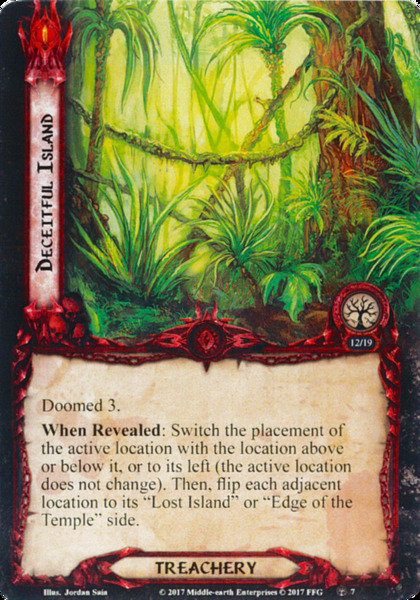 Deceitful Island
12/19
Doomed 3.
When Revealed: Switch the placement of
the active location with the location above
or below it, or to its left (the active location
does not change). Then, flip each adjacent
location to its “Lost Island” or “Edge of the
Temple” side.
TREACHERY
Illus. Jordan Saia
© 2017 Middle-earth Enterprises © 2017 FFG
7